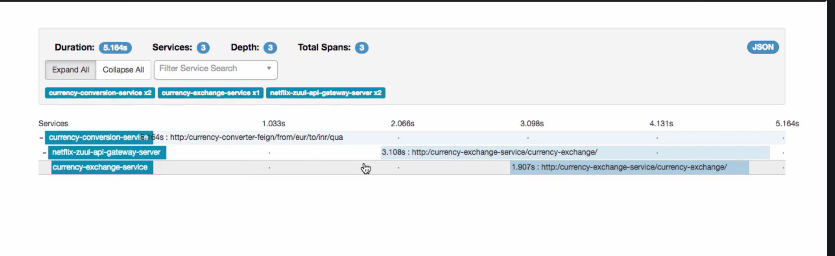 Duration: 5.164s Services: 3 Depth: 3 Total Spans: 3 JSON
Expand All Collapse All Filter Service Search
currency-conversion-service x2 currency-exchange-service x1 netflix-zuul-api-gateway-server x2
Services 1.033s 2.066s 3.098s 4.131s 5.164s
- currency-conversion-servi 64s : http:/currency-converter-feign/from/eur/to/inr/qua
- netflix-zuul-api-gateway-server 3.108s : http:/currency-exchange-service/currency-exchange/
currency-exchange-service 1.907s : http:/currency-exchange-service/currency-exchange/